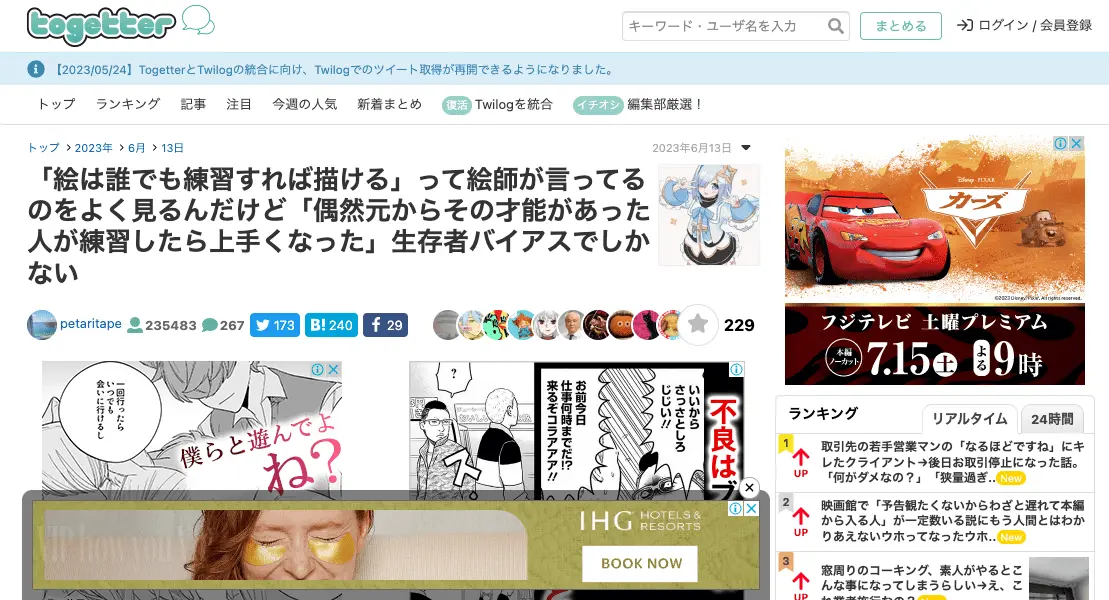 togetter
キーワード・ユーザ名を入力
まとめる
ログイン / 会員登録
【2023/05/24】TogetterとTwilogの統合に向け、Twilogでのツイート取得が再開できるようになりました。
トップ ランキング 記事 注目 今週の人気 新着まとめ 復活 Twilogを統合 イチオシ 編集部厳選！
トップ 2023年 6月 13日
2023年6月13日
「絵は誰でも練習すれば描ける」って絵師が言ってる
のをよく見るんだけど「偶然元からその才能があった
人が練習したら上手くなった」生存者バイアスでしか
ない
petaritape 235483 267 173 B! 240 29
229
一回行ったら
いつでも
会いに行けるし
僕らと遊んでよ
ね?
?
お前今日
仕事何時までだ!?
来るぞコラアア!!
いいから
さっさとしろ
じじい!!
不良はブ
IHG HOTELS & RESORTS
BOOK NOW
Disney PIXAR
カーズ
©2023 Disney/Pixar. All rights reserved.
フジテレビ 土曜プレミアム
本編
ノーカット
7.15土 よる9時
ランキング
リアルタイム 24時間
1
UP
取引先の若手営業マンの「なるほどですね」にキ
レたクライアント→後日お取引停止になった話。
「何がダメなの？」「狭量過ぎ.. New
2
UP
映画館で「予告観たくないからわざと遅れて本編
から入る人」が一定数いる説にもう人間とはわか
りあえないウホってなったウホ.. New
3
UP
窓周りのコーキング、素人がやるとこ
んな事になってしまうらしい→え、こ